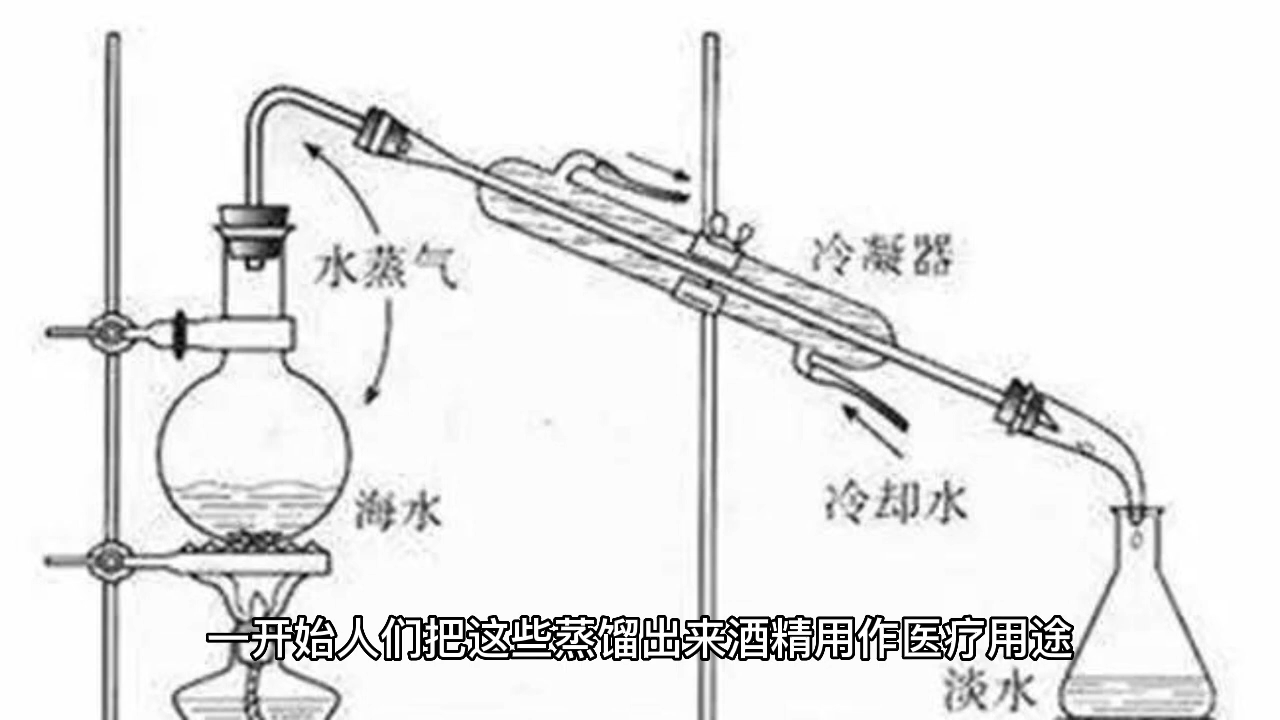 水蒸气
冷凝器
海水
冷却水
一开始人们把这些蒸馏出来酒精用作医疗用途
淡水